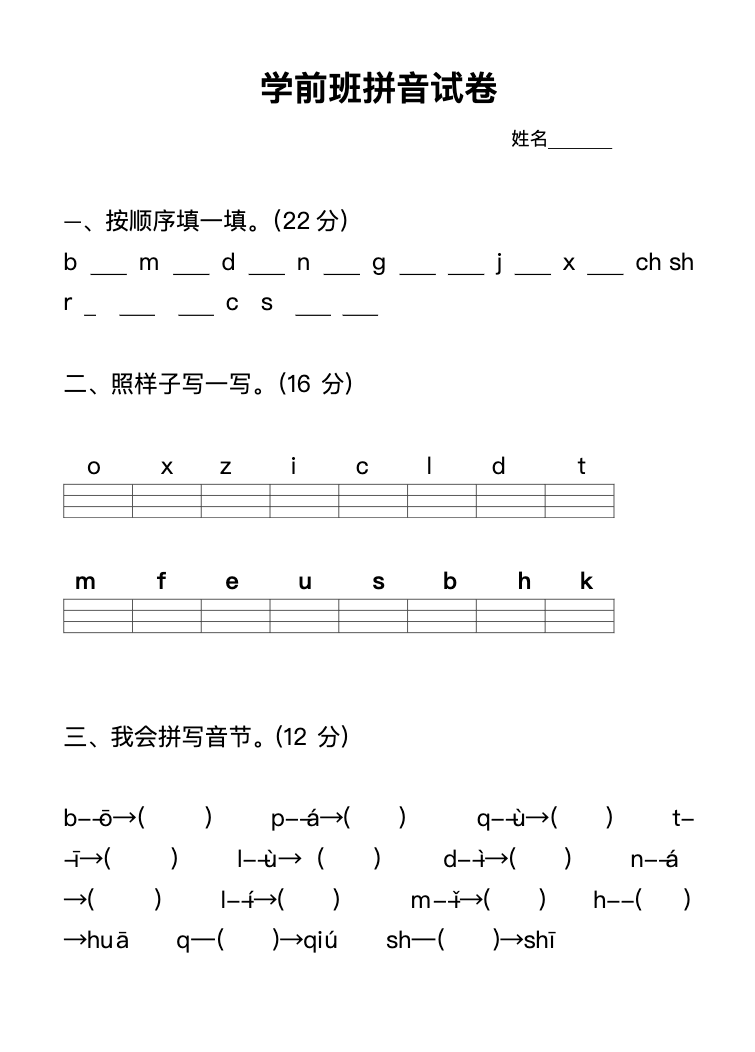 学前班拼音试卷
姓名______
一、按顺序填一填。（22 分）
b ___ m ___ d ___ n ___ g ___ ___ j ___ x ___ ch sh
r _ ___ ___ c s ___ ___
二、照样子写一写。（16 分）
o x z i c l d t
m f e u s b h k
三、我会拼写音节。（12 分）
b--ō→( ) p--á→( ) q--ù→( ) t-
-ī→( ) l--ù→ ( ) d--ì→( ) n--á
→( ) l--í→( ) m--ǐ→( ) h--( )
→huā q—( )→qiú sh—( )→shī